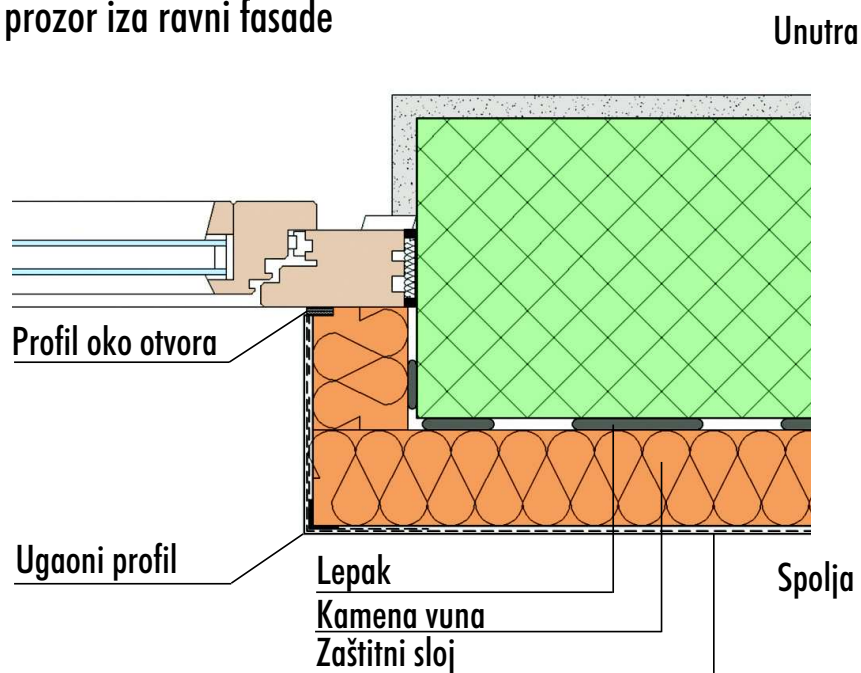 prozor iza ravni fasade
Unutra
Profil oko otvora
Ugaoni profil
Lepak
Kamena vuna
Zaštitni sloj
Spolja